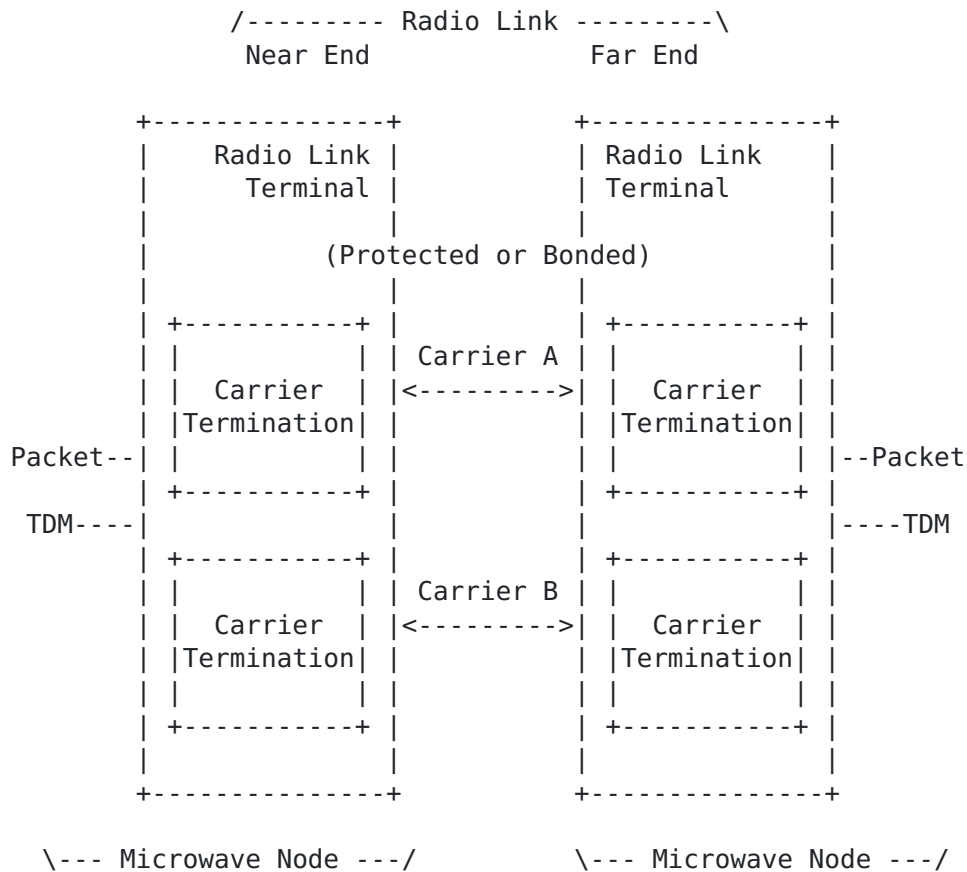 /--------- Radio Link ---------\
Near End Far End
+---------------+ +---------------+
| Radio Link | | Radio Link |
| Terminal | | Terminal |
| | | |
| (Protected or Bonded) |
| | | |
| +-----------+ | | +-----------+ |
| | | | Carrier A | | | |
| | Carrier | |<--------->| | Carrier | |
| |Termination| | | |Termination| |
Packet--| | | | | | | |--Packet
| +-----------+ | | +-----------+ |
TDM----| | | |----TDM
| +-----------+ | | +-----------+ |
| | | | Carrier B | | | |
| | Carrier | |<--------->| | Carrier | |
| |Termination| | | |Termination| |
| | | | | | | |
| +-----------+ | | +-----------+ |
| | | |
+---------------+ +---------------+
\--- Microwave Node ---/ \--- Microwave Node ---/